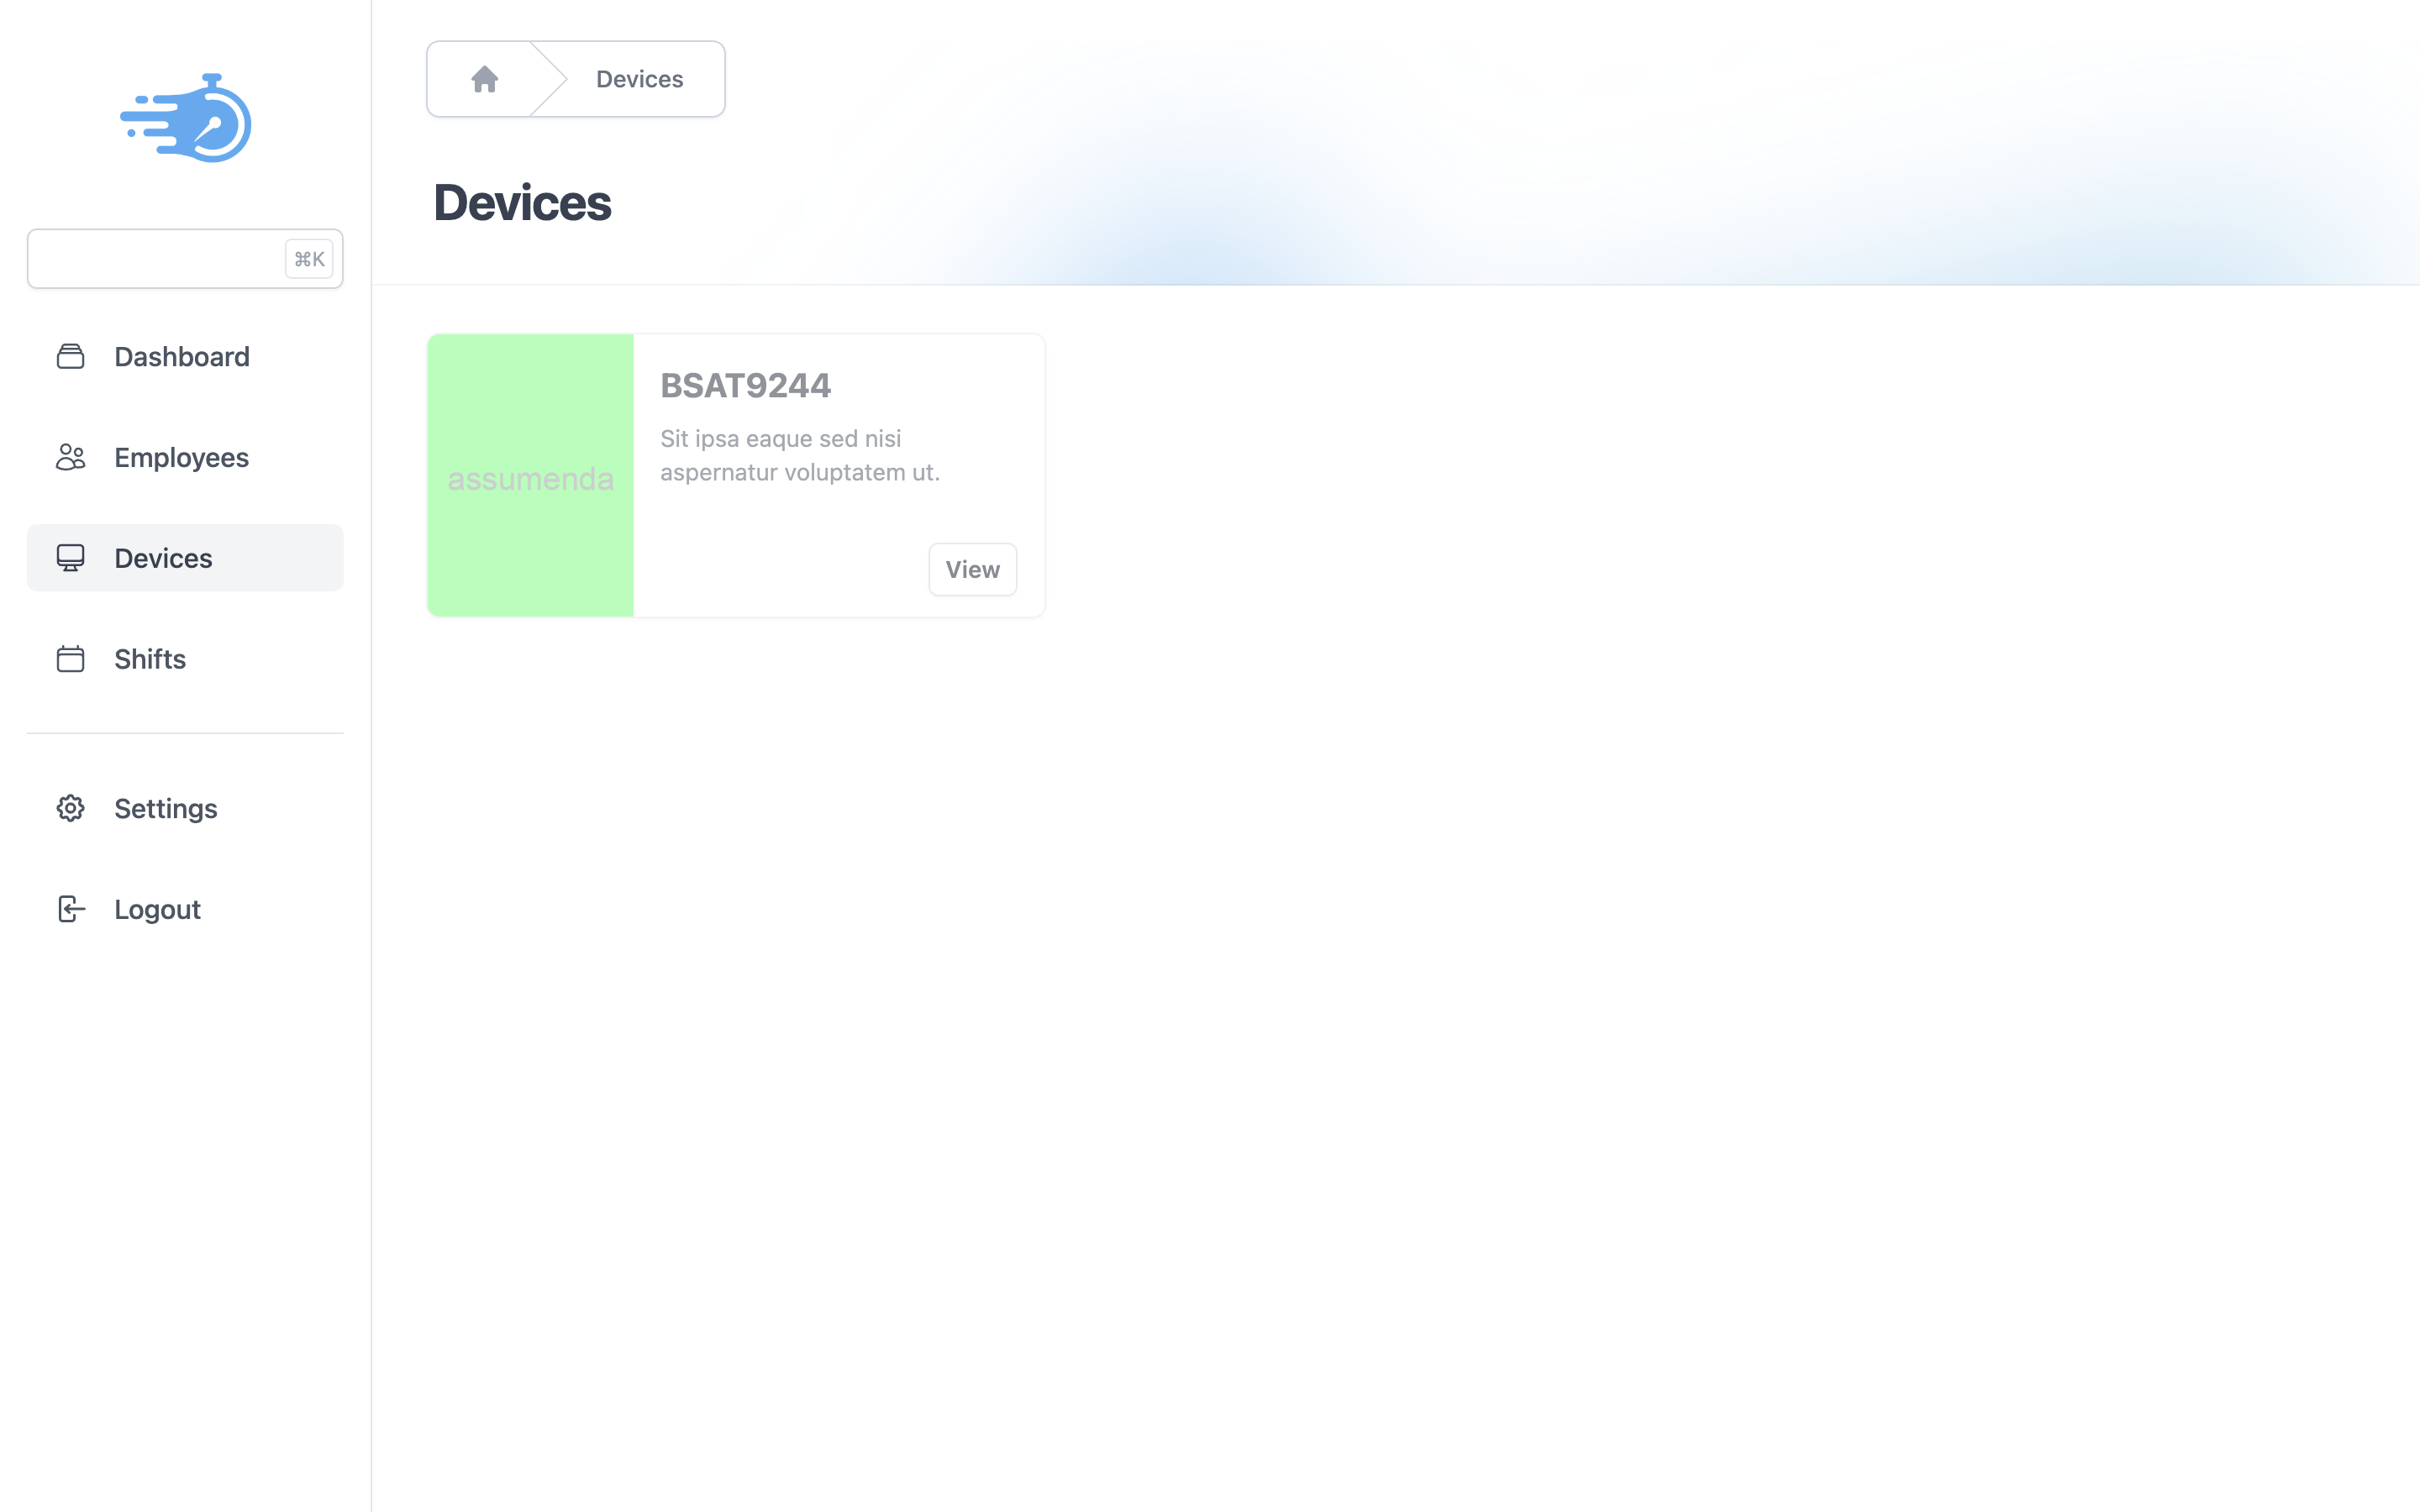 ⌘K
Dashboard
Employees
Devices
Shifts
Settings
Logout
Devices
Devices
assumenda
BSAT9244
Sit ipsa eaque sed nisi
aspernatur voluptatem ut.
View